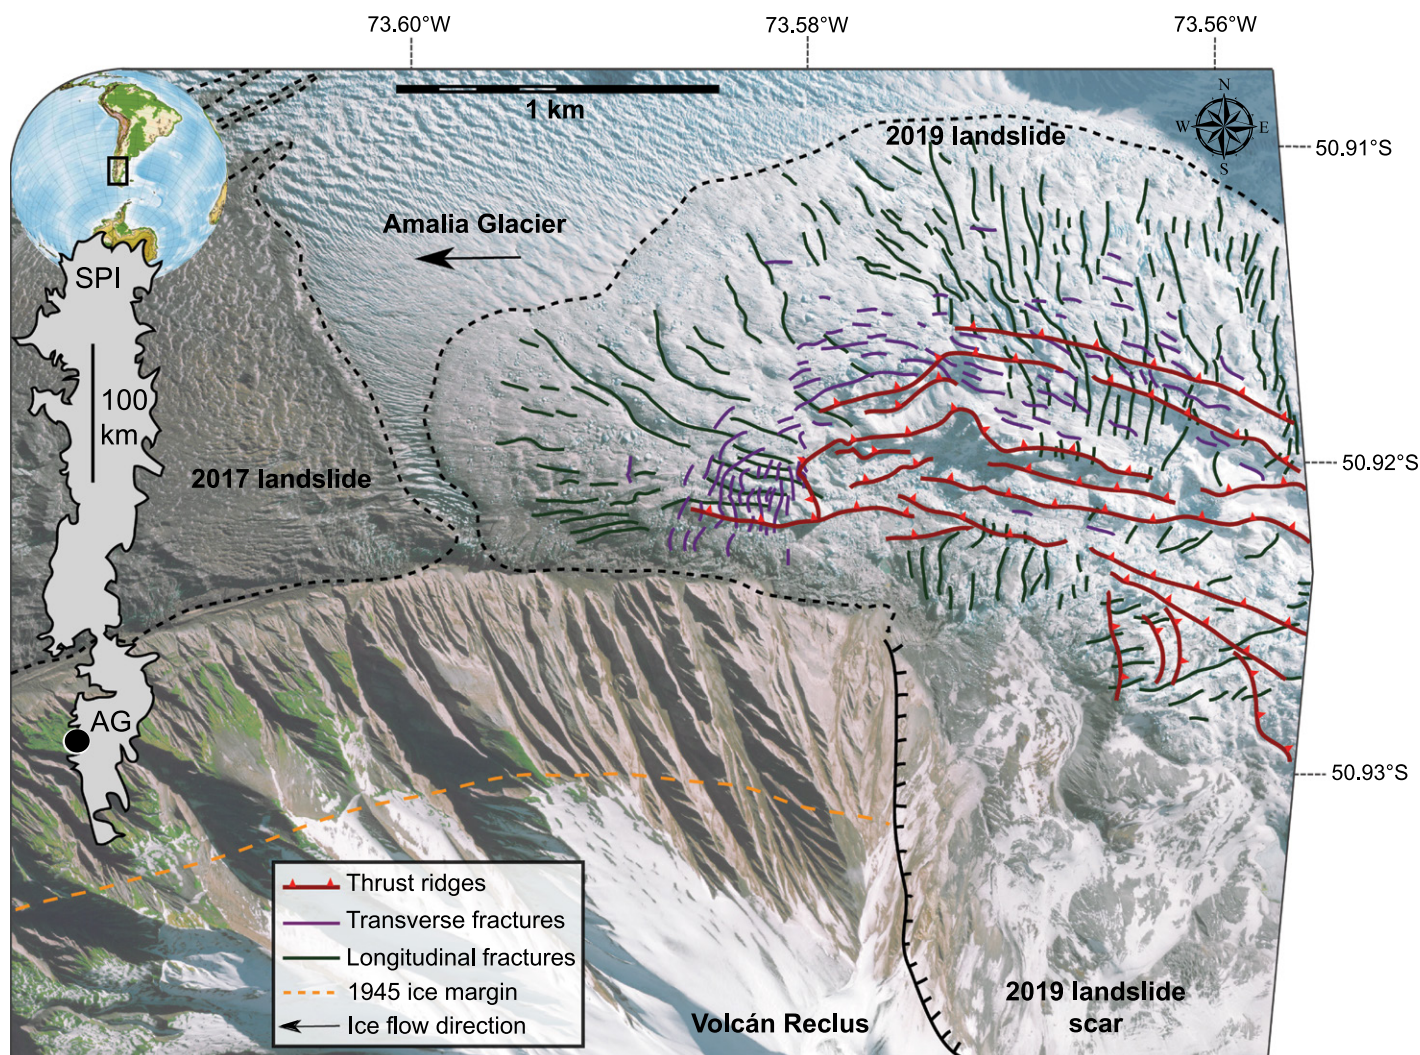 73.60°W
73.58°W
73.56°W
1 km
2019 landslide
N
W
E
S
50.91°S
Amalia Glacier
SPI
100
km
2017 landslide
50.92°S
AG
50.93°S
Thrust ridges
Transverse fractures
Longitudinal fractures
1945 ice margin
Ice flow direction
Volcán Reclus
2019 landslide
scar